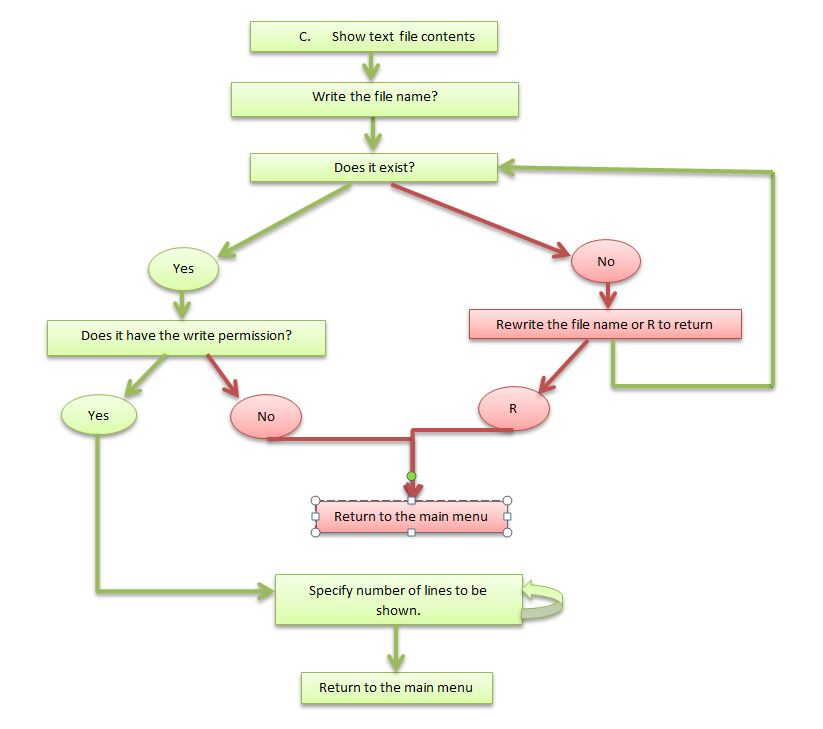 C. Show text file contents
Write the file name?
Does it exist?
Yes
No
Does it have the write permission?
Rewrite the file name or R to return
Yes
No
R
Return to the main menu
Specify number of lines to be
shown.
Return to the main menu